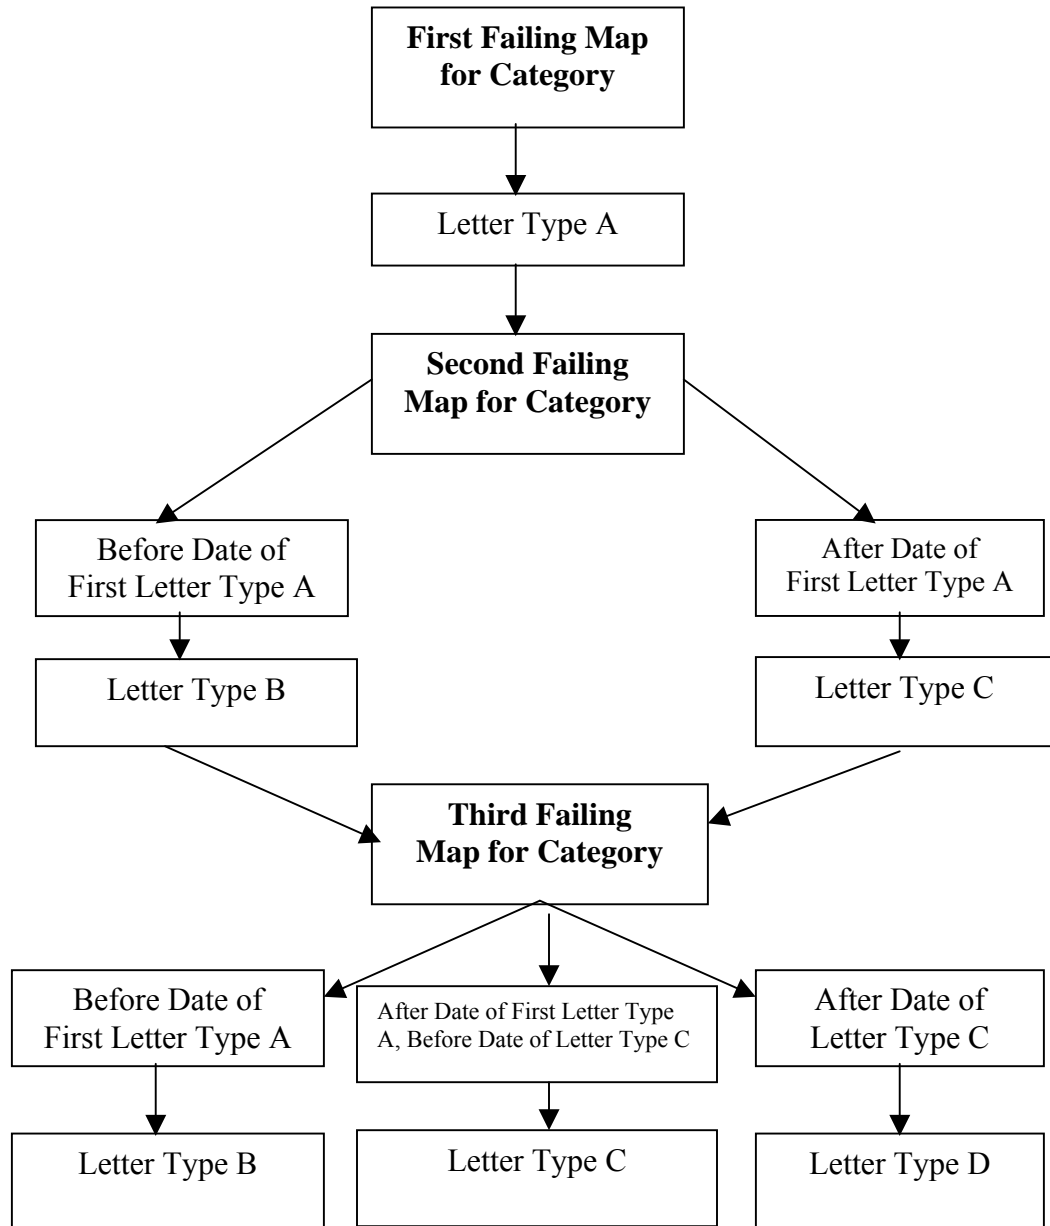 First Failing Map
for Category
Letter Type A
Second Failing
Map for Category
Before Date of
First Letter Type A
After Date of
First Letter Type A
Letter Type B
Letter Type C
Third Failing
Map for Category
Before Date of
First Letter Type A
After Date of First Letter Type
A, Before Date of Letter Type C
After Date of
Letter Type C
Letter Type B
Letter Type C
Letter Type D